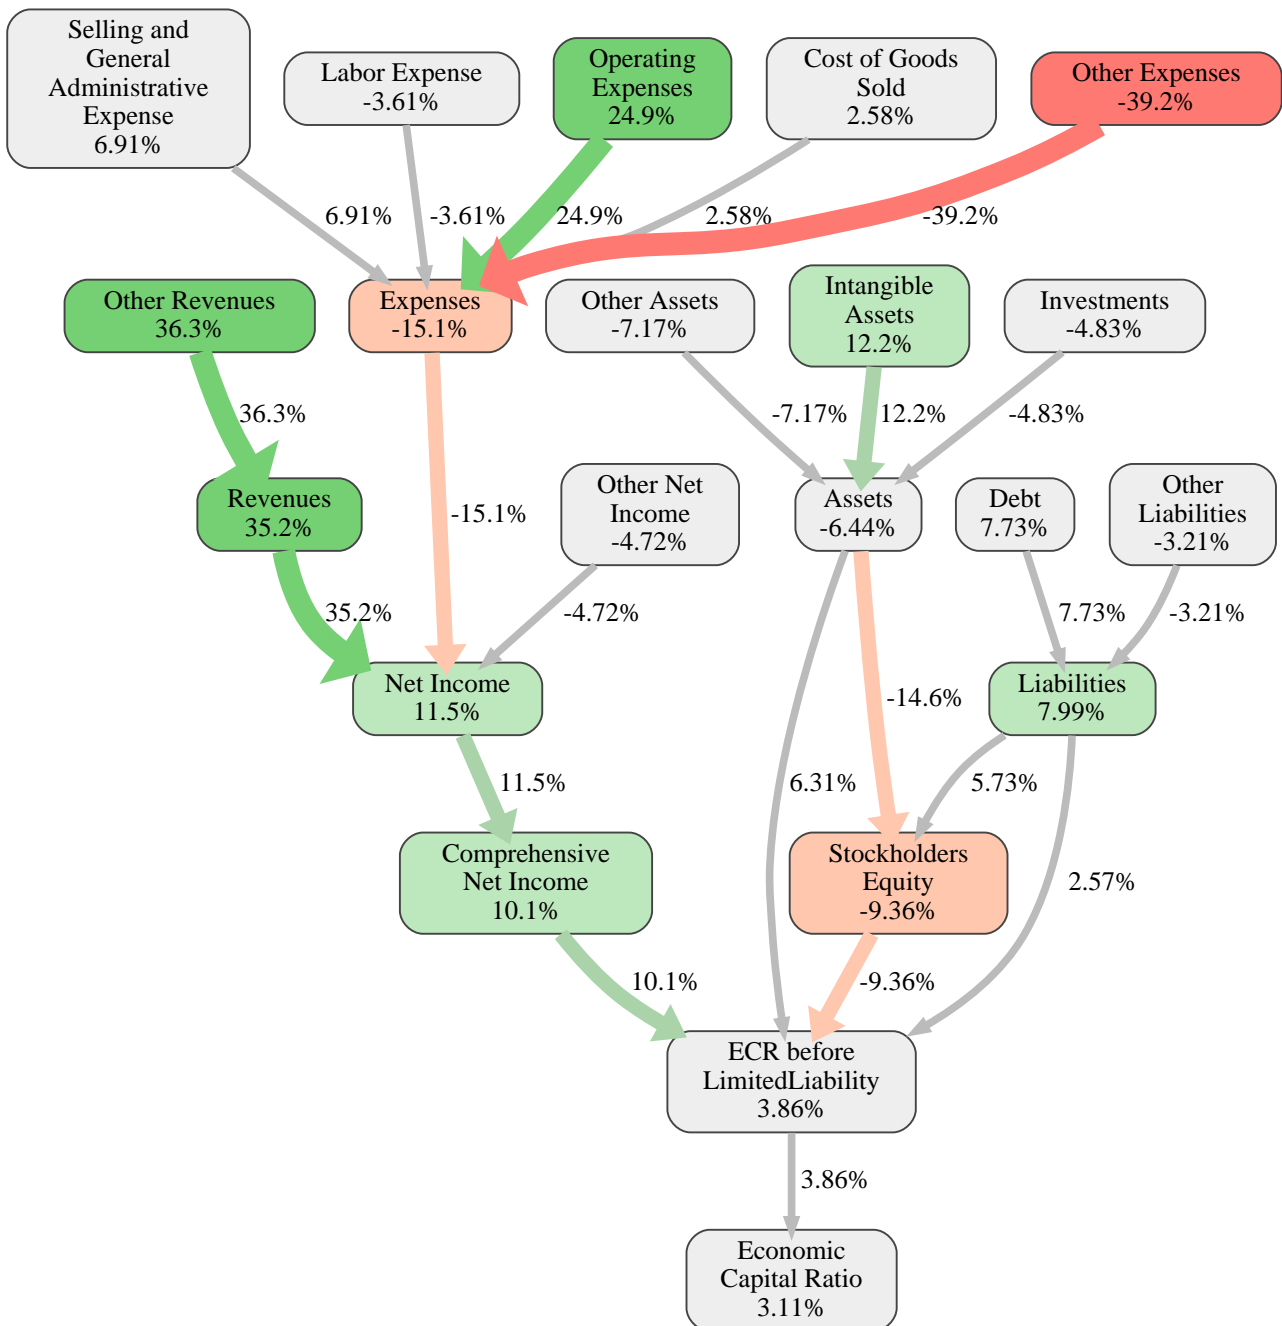 Selling and
General
Administrative
Expense
6.91%
Labor Expense
-3.61%
Operating
Expenses
24.9%
Cost of Goods
Sold
2.58%
Other Expenses
-39.2%
6.91%
-3.61%
24.9%
2.58%
-39.2%
Other Revenues
36.3%
Expenses
-15.1%
Other Assets
-7.17%
Intangible
Assets
12.2%
Investments
-4.83%
36.3%
-7.17%
12.2%
-4.83%
Revenues
35.2%
-15.1%
Other Net
Income
-4.72%
Assets
-6.44%
Debt
7.73%
Other
Liabilities
-3.21%
35.2%
-4.72%
7.73%
-3.21%
Net Income
11.5%
-14.6%
Liabilities
7.99%
11.5%
6.31%
5.73%
Comprehensive
Net Income
10.1%
Stockholders
Equity
-9.36%
2.57%
10.1%
-9.36%
ECR before
LimitedLiability
3.86%
3.86%
Economic
Capital Ratio
3.11%